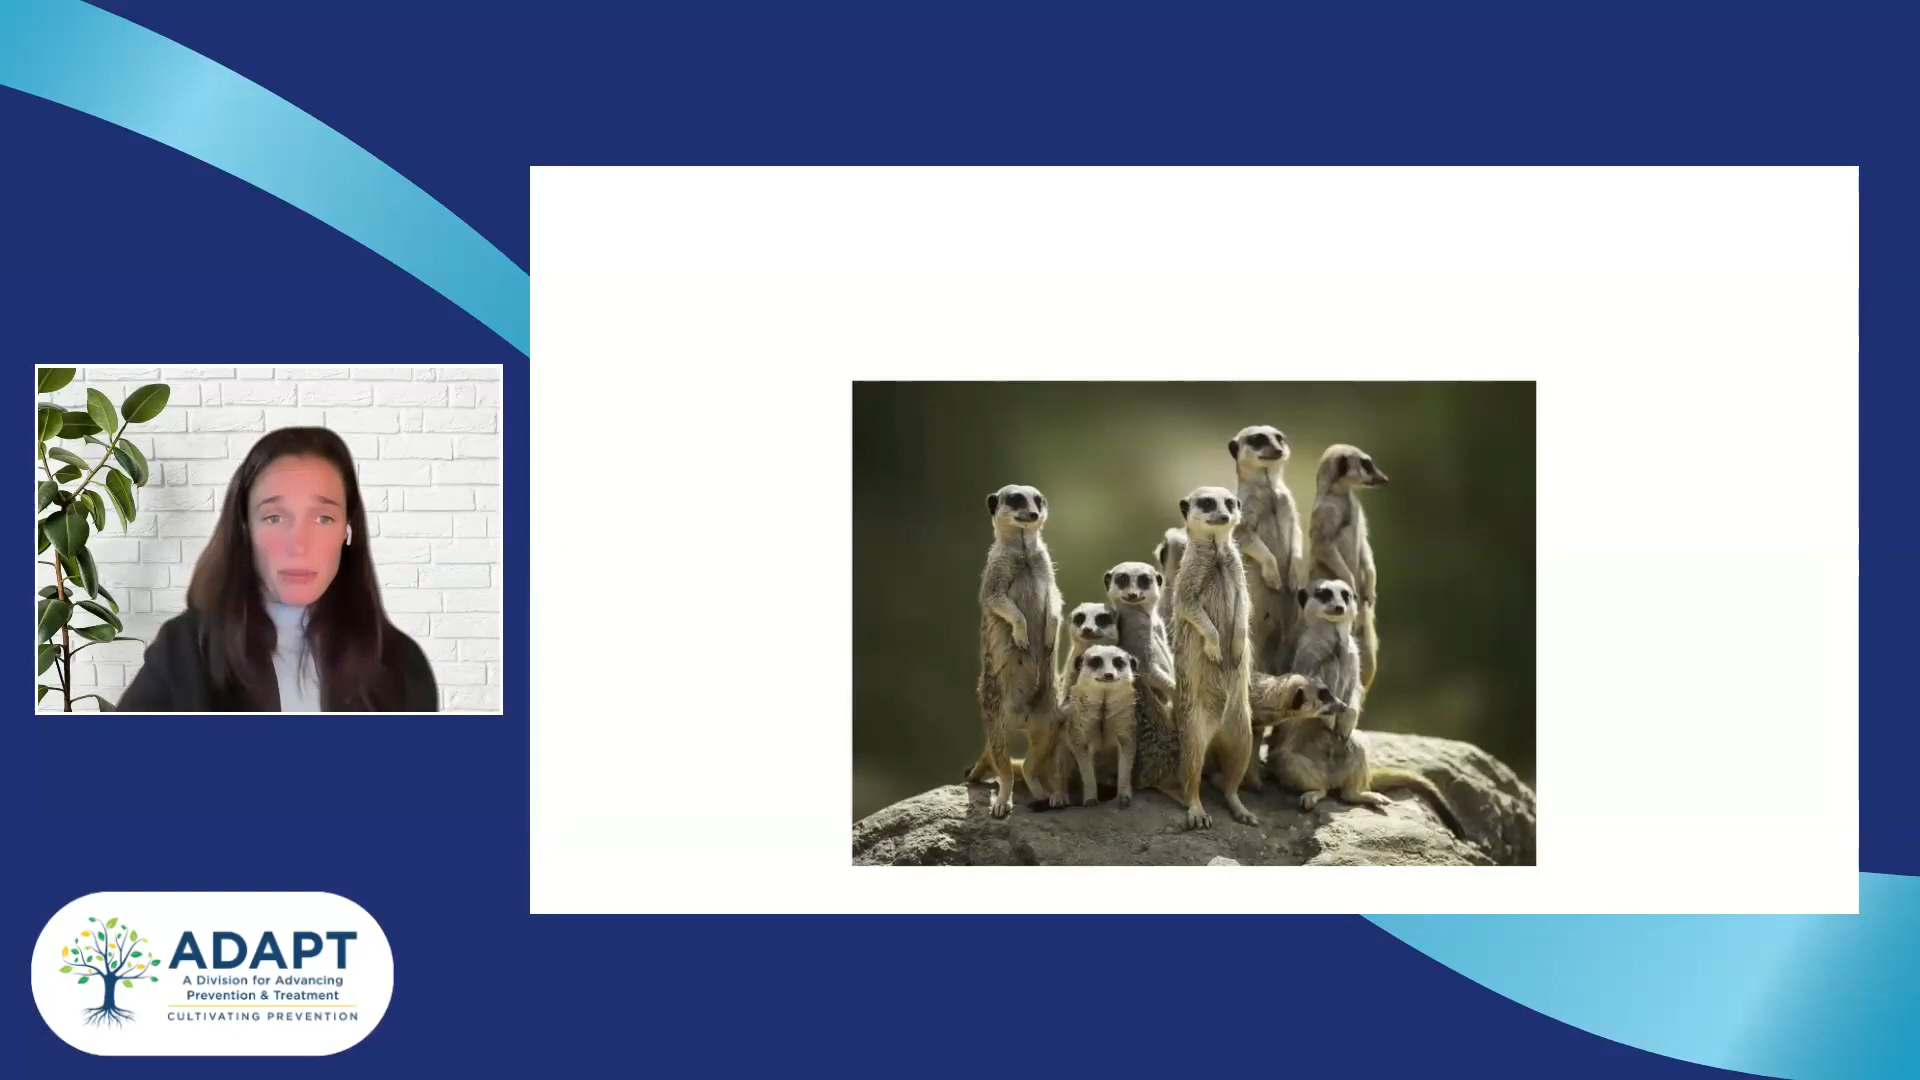 ADAPT
A Division for Advancing
Prevention & Treatment
CULTIVATING PREVENTION